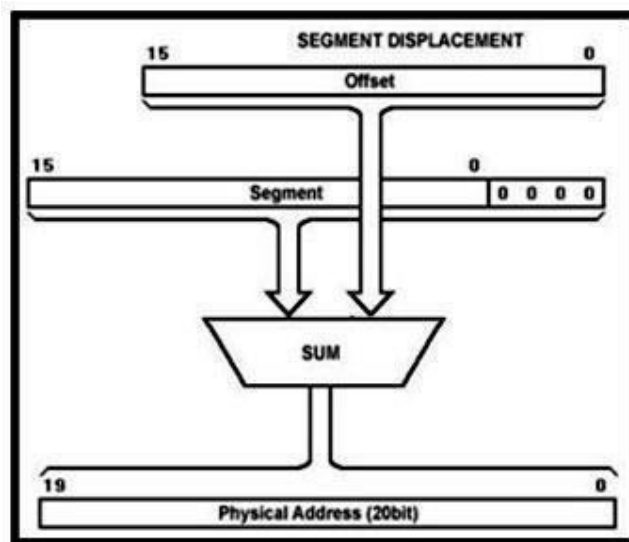 SEGMENT DISPLACEMENT
15 0
Offset
15 0
Segment 0 0 0 0
SUM
19 0
Physical Address (20bit)